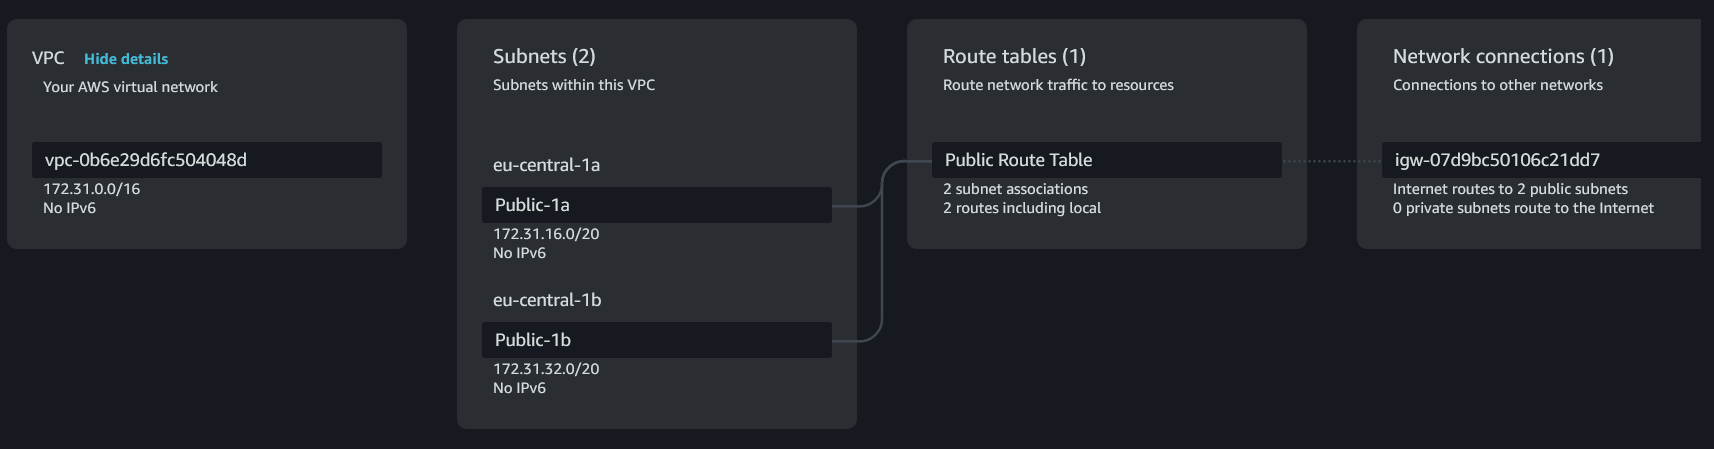 VPC Hide details
Your AWS virtual network
vpc-0b6e29d6fc504048d
172.31.0.0/16
No IPv6
Subnets (2)
Subnets within this VPC
eu-central-1a
Public-1a
172.31.16.0/20
No IPv6
eu-central-1b
Public-1b
172.31.32.0/20
No IPv6
Route tables (1)
Route network traffic to resources
Public Route Table
2 subnet associations
2 routes including local
Network connections (1)
Connections to other networks
igw-07d9bc50106c21dd7
Internet routes to 2 public subnets
0 private subnets route to the Internet